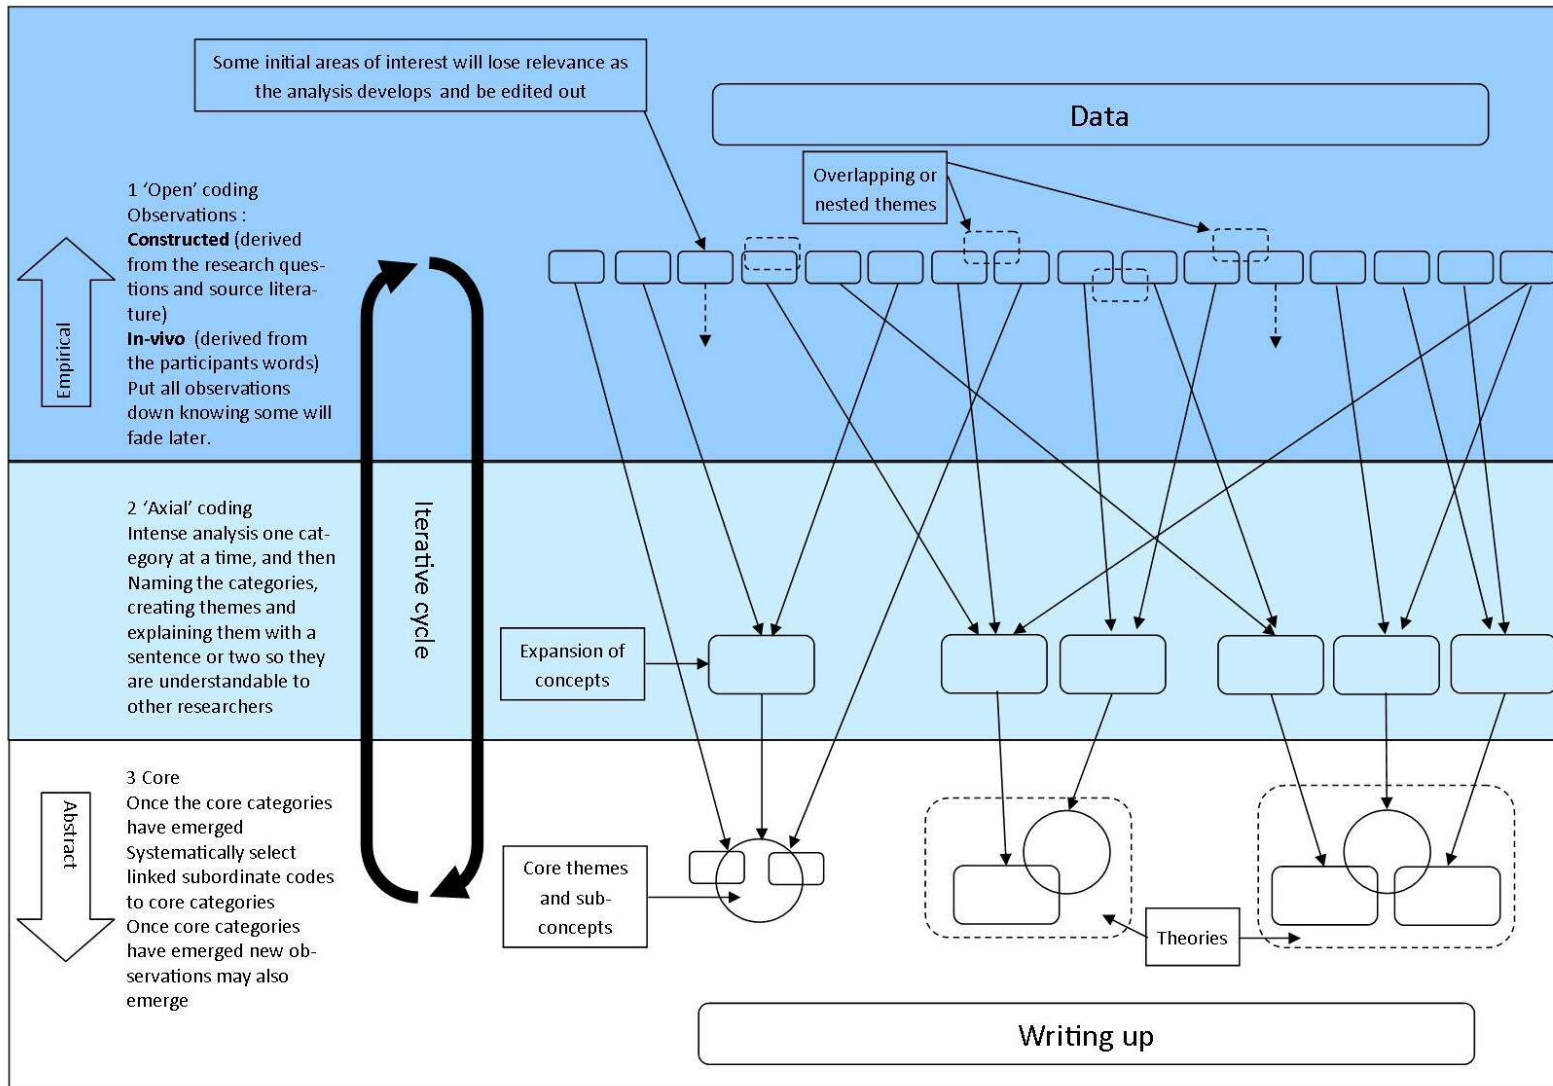 Some initial areas of interest will lose relevance as
the analysis develops and be edited out
Data
Overlapping or
nested themes
1 ‘Open’ coding
Observations :
Constructed (derived
from the research ques-
tions and source litera-
ture)
In-vivo (derived from
the participants words)
Put all observations
down knowing some will
fade later.
Empirical
Iterative cycle
2 ‘Axial’ coding
Intense analysis one cat-
egory at a time, and then
Naming the categories,
creating themes and
explaining them with a
sentence or two so they
are understandable to
other researchers
Expansion of
concepts
3 Core
Once the core categories
have emerged
Systematically select
linked subordinate codes
to core categories
Once core categories
have emerged new ob-
servations may also
emerge
Abstract
Core themes
and sub-
concepts
Theories
Writing up